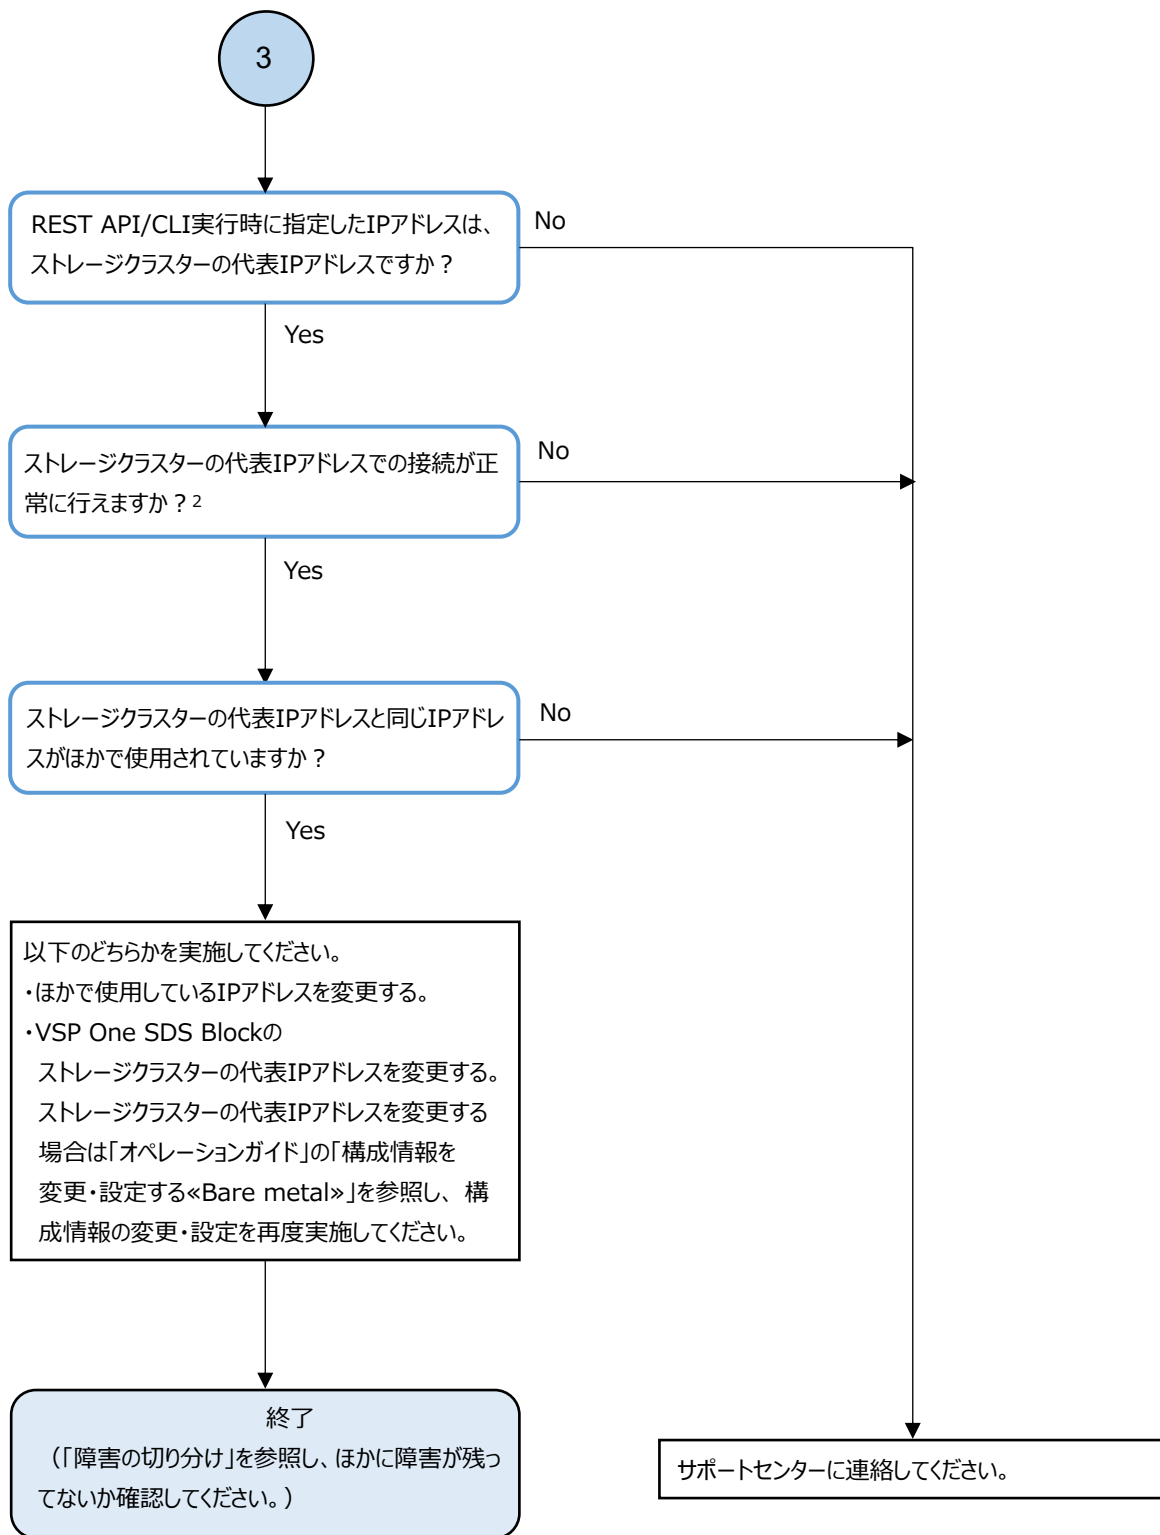 3
REST API/CLI実行時に指定したIPアドレスは、
ストレージクラスターの代表IPアドレスですか？
No
Yes
ストレージクラスターの代表IPアドレスでの接続が正
常に行えますか？2
No
Yes
ストレージクラスターの代表IPアドレスと同じIPアドレ
スがほかで使用されていますか？
No
Yes
以下のどちらかを実施してください。
・ほかで使用しているIPアドレスを変更する。
・VSP One SDS Blockの
ストレージクラスターの代表IPアドレスを変更する。
ストレージクラスターの代表IPアドレスを変更する
場合は「オペレーションガイド」の「構成情報を
変更・設定する«Bare metal»」を参照し、構
成情報の変更・設定を再度実施してください。
終了
（「障害の切り分け」を参照し、ほかに障害が残っ
てないか確認してください。）
サポートセンターに連絡してください。